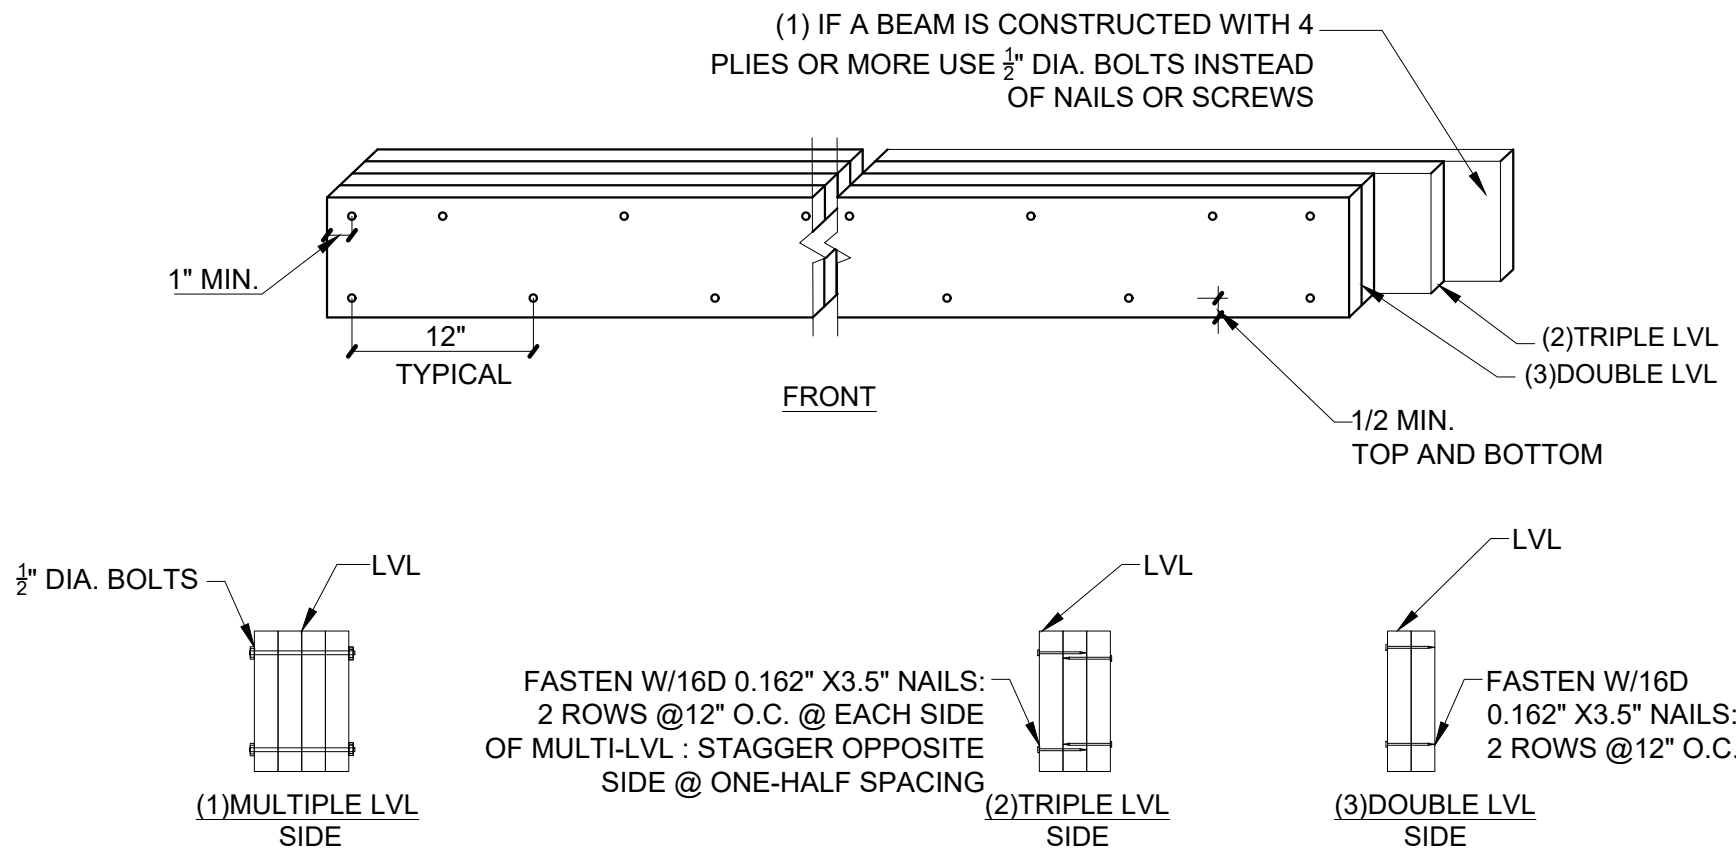 (1) IF A BEAM IS CONSTRUCTED WITH 4
PLIES OR MORE USE 1/2" DIA. BOLTS INSTEAD
OF NAILS OR SCREWS
1" MIN.
12"
TYPICAL
FRONT
(2)TRIPLE LVL
(3)DOUBLE LVL
1/2 MIN.
TOP AND BOTTOM
1/2" DIA. BOLTS
LVL
(1)MULTIPLE LVL
SIDE
LVL
FASTEN W/16D 0.162" X3.5" NAILS:
2 ROWS @12" O.C. @ EACH SIDE
OF MULTI-LVL : STAGGER OPPOSITE
SIDE @ ONE-HALF SPACING
(2)TRIPLE LVL
SIDE
LVL
FASTEN W/16D
0.162" X3.5" NAILS:
2 ROWS @12" O.C.
(3)DOUBLE LVL
SIDE